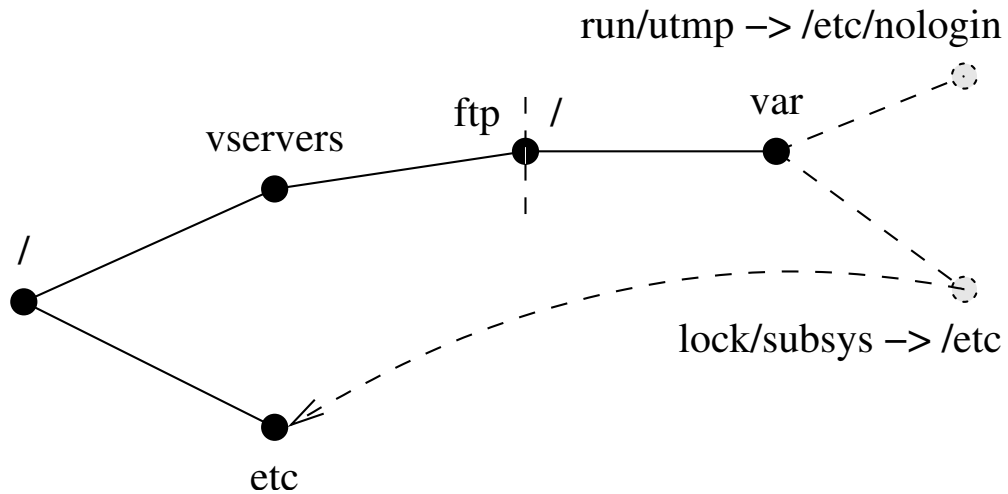 run/utmp −> /etc/nologin
ftp / var
vservers
/
lock/subsys −> /etc
etc